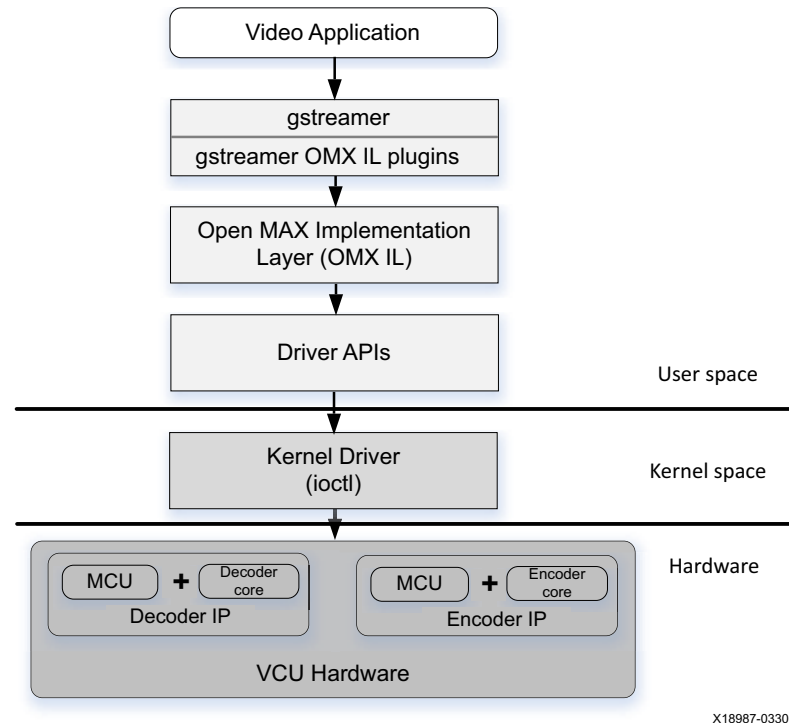 Video Application
gstreamer
gstreamer OMX IL plugins
Open MAX Implementation
Layer (OMX IL)
Driver APIs
User space
Kernel Driver
(ioctl)
Kernel space
Hardware
MCU
+
Decoder
core
Decoder IP
MCU
+
Encoder
core
Encoder IP
VCU Hardware
X18987-0330